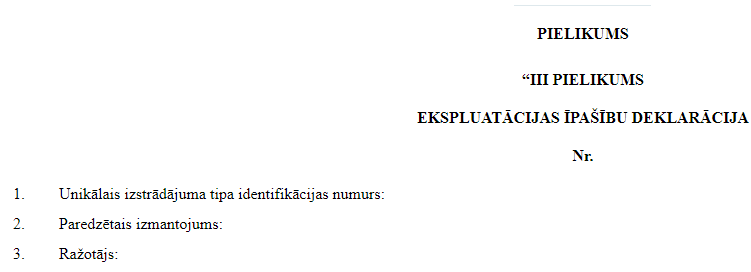 PIELIKUMS
“III PIELIKUMS
EKSPLUATĀCIJAS ĪPAŠĪBU DEKLARĀCIJA
Nr.
1. Unikālais izstrādājuma tipa identifikācijas numurs:
2. Paredzētais izmantojums:
3. Ražotājs: